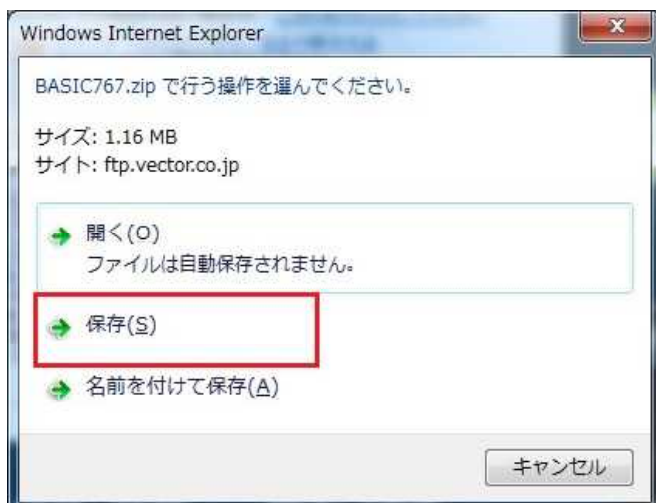 Windows Internet Explorer
BASIC767.zip で行う操作を選んでください。
サイズ: 1.16 MB
サイト: ftp.vector.co.jp
開く(O)
ファイルは自動保存されません。
保存(S)
名前を付けて保存(A)
キャンセル